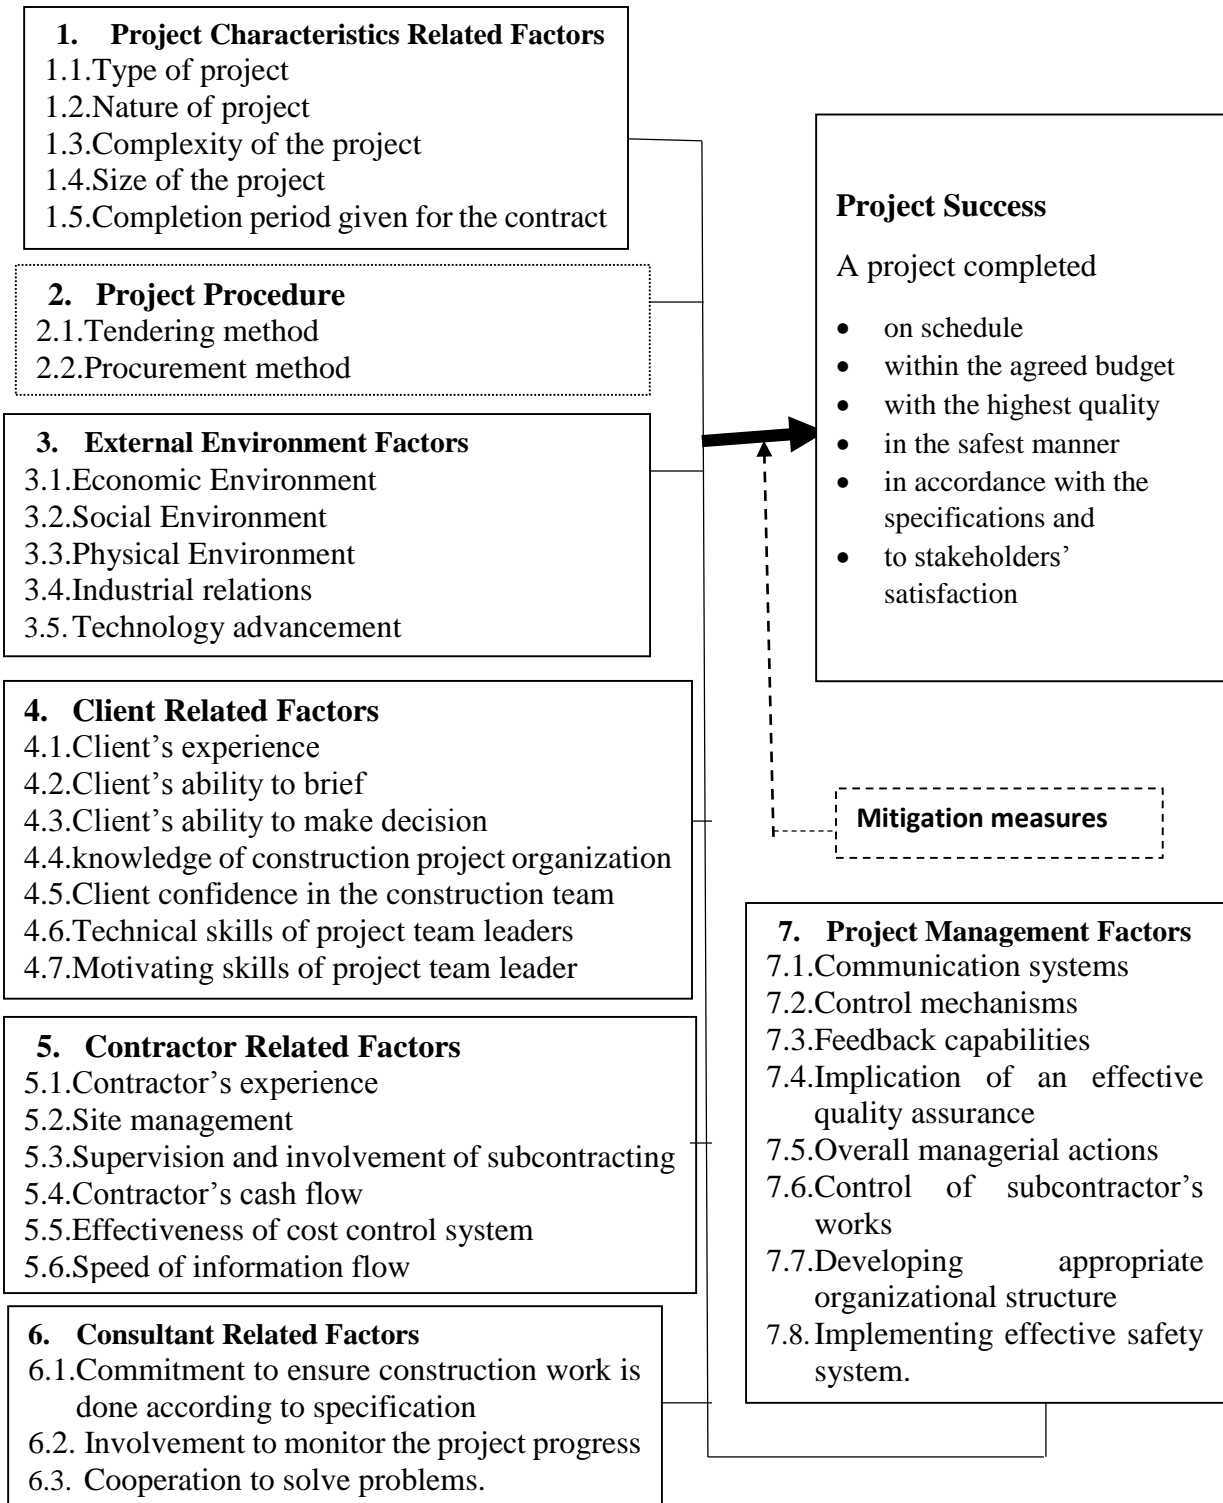 1. Project Characteristics Related Factors
1.1.Type of project
1.2.Nature of project
1.3.Complexity of the project
1.4.Size of the project
1.5.Completion period given for the contract
2. Project Procedure
2.1.Tendering method
2.2.Procurement method
3. External Environment Factors
3.1.Economic Environment
3.2.Social Environment
3.3.Physical Environment
3.4.Industrial relations
3.5. Technology advancement
4. Client Related Factors
4.1.Client’s experience
4.2.Client’s ability to brief
4.3.Client’s ability to make decision
4.4.knowledge of construction project organization
4.5.Client confidence in the construction team
4.6.Technical skills of project team leaders
4.7.Motivating skills of project team leader
5. Contractor Related Factors
5.1.Contractor’s experience
5.2.Site management
5.3.Supervision and involvement of subcontracting
5.4.Contractor’s cash flow
5.5.Effectiveness of cost control system
5.6.Speed of information flow
6. Consultant Related Factors
6.1.Commitment to ensure construction work is
done according to specification
6.2. Involvement to monitor the project progress
6.3. Cooperation to solve problems.
Project Success
A project completed
• on schedule
• within the agreed budget
• with the highest quality
• in the safest manner
• in accordance with the
specifications and
• to stakeholders’
satisfaction
Mitigation measures
7. Project Management Factors
7.1.Communication systems
7.2.Control mechanisms
7.3.Feedback capabilities
7.4.Implication of an effective
quality assurance
7.5.Overall managerial actions
7.6.Control of subcontractor’s
works
7.7.Developing appropriate
organizational structure
7.8. Implementing effective safety
system.